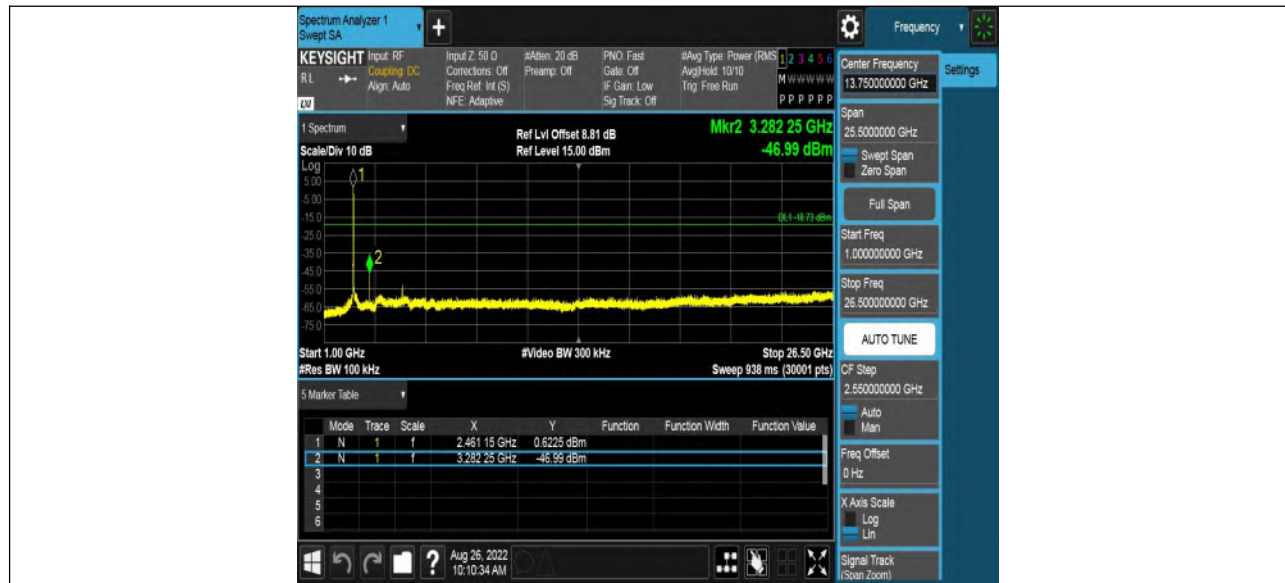 Spectrum Analyzer 1
Swept SA
+
Frequency
KEYSIGHT
RL
LXI
Input: RF
Coupling: DC
Align: Auto
Input Z: 50 Ω
Corrections: Off
Freq Ref: Int (S)
NFE: Adaptive
#Atten: 20 dB
Preamp: Off
PNO: Fast
Gate: Off
IF Gain: Low
Sig Track: Off
#Avg Type: Power (RMS
Avg|Hold: 10/10
Trig: Free Run
1 2 3 4 5 6
M W W W W W
P P P P P P
1 Spectrum
Scale/Div 10 dB
Ref Lvl Offset 8.81 dB
Ref Level 15.00 dBm
Mkr2 3.282 25 GHz
-46.99 dBm
Log
5.00
-5.00
-15.0
-25.0
-35.0
-45.0
-55.0
-65.0
-75.0
1
2
DL1 -18.73 dBm
Start 1.00 GHz
#Video BW 300 kHz
Stop 26.50 GHz
#Res BW 100 kHz
Sweep 938 ms (30001 pts)
5 Marker Table
Mode Trace Scale X Y Function Function Width Function Value
1 N 1 f 2.461 15 GHz 0.6225 dBm
2 N 1 f 3.282 25 GHz -46.99 dBm
3
4
5
6
?
Aug 26, 2022
10:10:34 AM
Center Frequency
13.750000000 GHz
Settings
Span
25.5000000 GHz
Swept Span
Zero Span
Full Span
Start Freq
1.000000000 GHz
Stop Freq
26.500000000 GHz
AUTO TUNE
CF Step
2.550000000 GHz
Auto
Man
Freq Offset
0 Hz
X Axis Scale
Log
Lin
Signal Track
(Span Zoom)